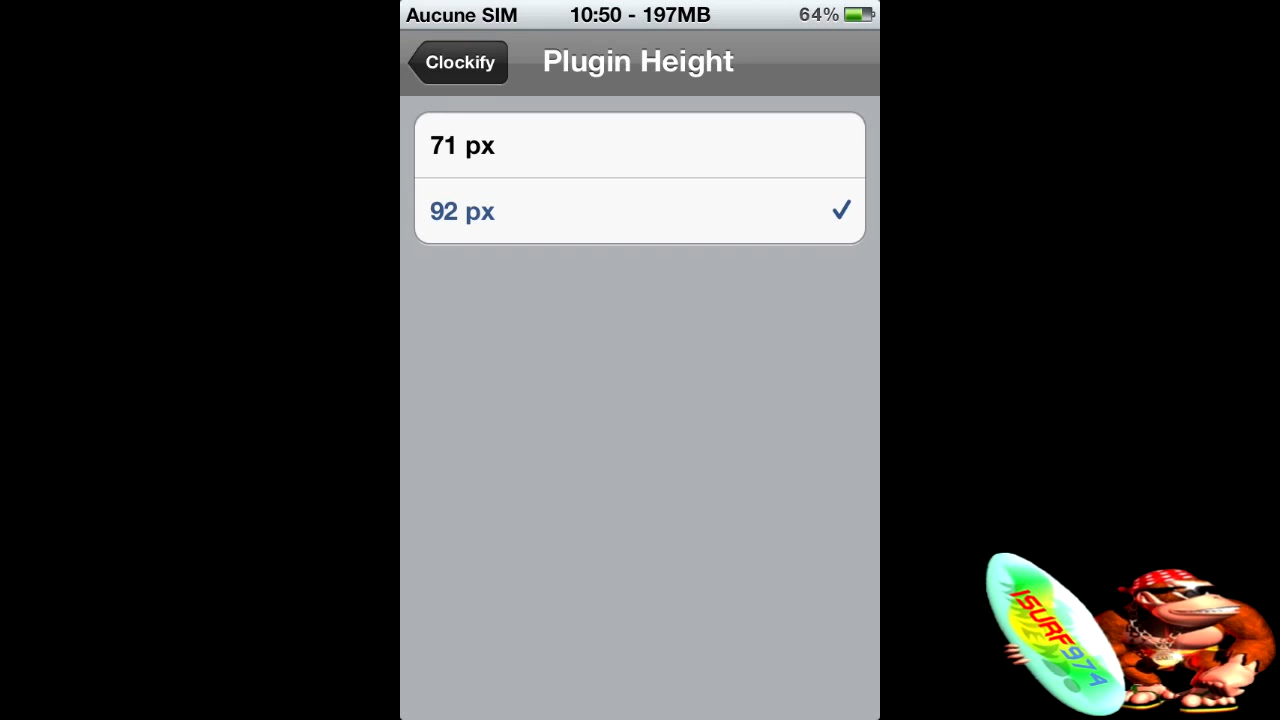 Aucune SIM 10:50 - 197MB 64%
Clockify Plugin Height
71 px
92 px
ISURF974